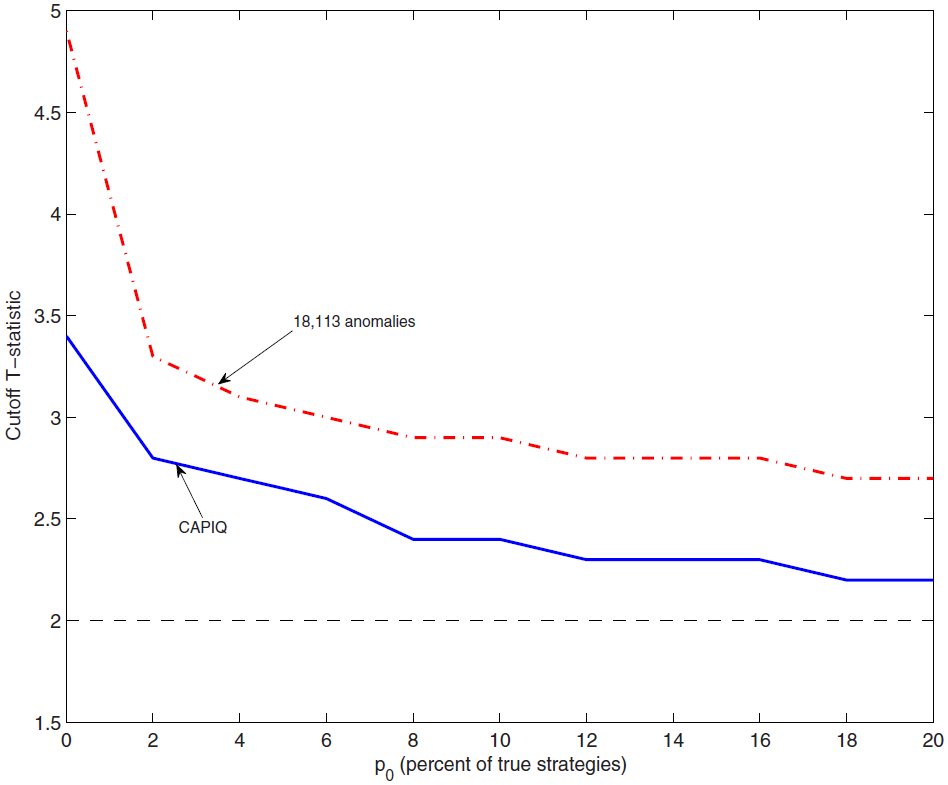 5
4.5
4
3.5
3
2.5
2
1.5
Cutoff T−statistic
18,113 anomalies
CAPIQ
0 2 4 6 8 10 12 14 16 18 20
p0 (percent of true strategies)